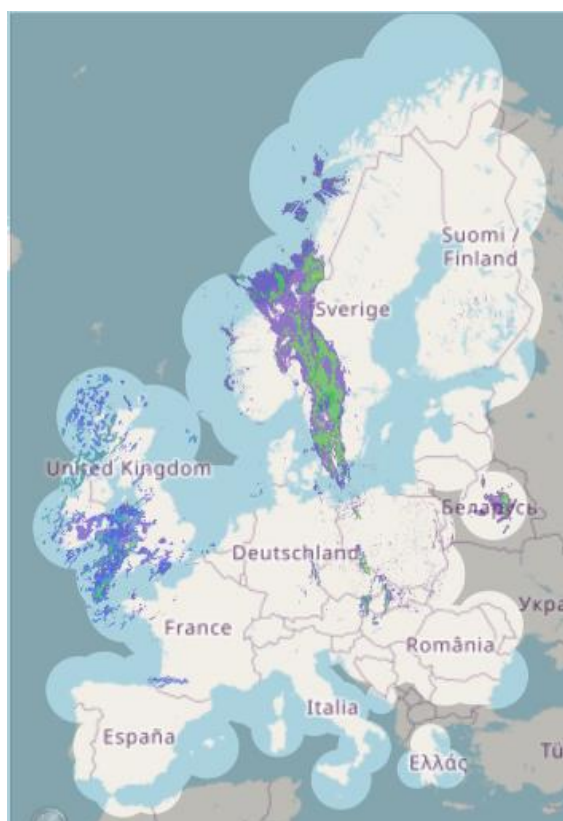 Suomi /
Finland
Sverige
United Kingdom
Беларусь
Deutschland
Укра
France
România
Italia
España
Ελλάς
Tü